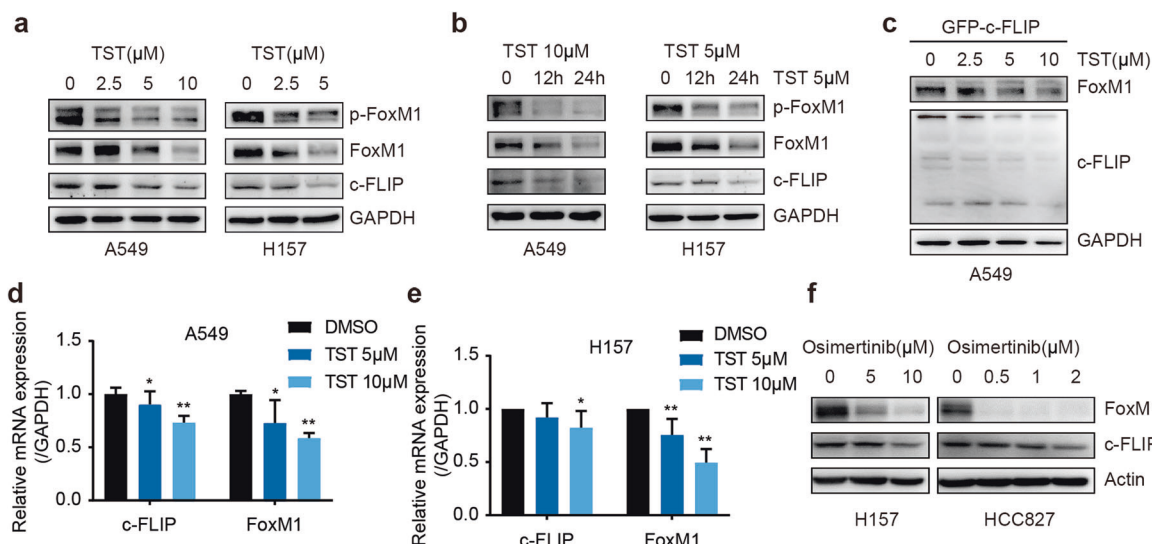 a
TST(μM) TST(μM)
0 2.5 5 10 0 2.5 5
p-FoxM1
FoxM1
c-FLIP
GAPDH
A549 H157
b
TST 10μM TST 5μM
0 12h 24h 0 12h 24h TST 5μM
p-FoxM1
FoxM1
c-FLIP
GAPDH
A549 H157
c
GFP-c-FLIP
0 2.5 5 10 TST(μM)
FoxM1
c-FLIP
GAPDH
A549
d
A549
Relative mRNA expression
(/GAPDH)
1.5
1.0
0.5
0.0
DMSO
TST 5μM
TST 10μM
* ** * **
c-FLIP FoxM1
e
H157
Relative mRNA expression
(/GAPDH)
1.5
1.0
0.5
0.0
DMSO
TST 5μM
TST 10μM
* ** **
c-FLIP FoxM1
f
Osimertinib(μM) Osimertinib(μM)
0 5 10 0 0.5 1 2
FoxM
c-FLIP
Actin
H157 HCC827